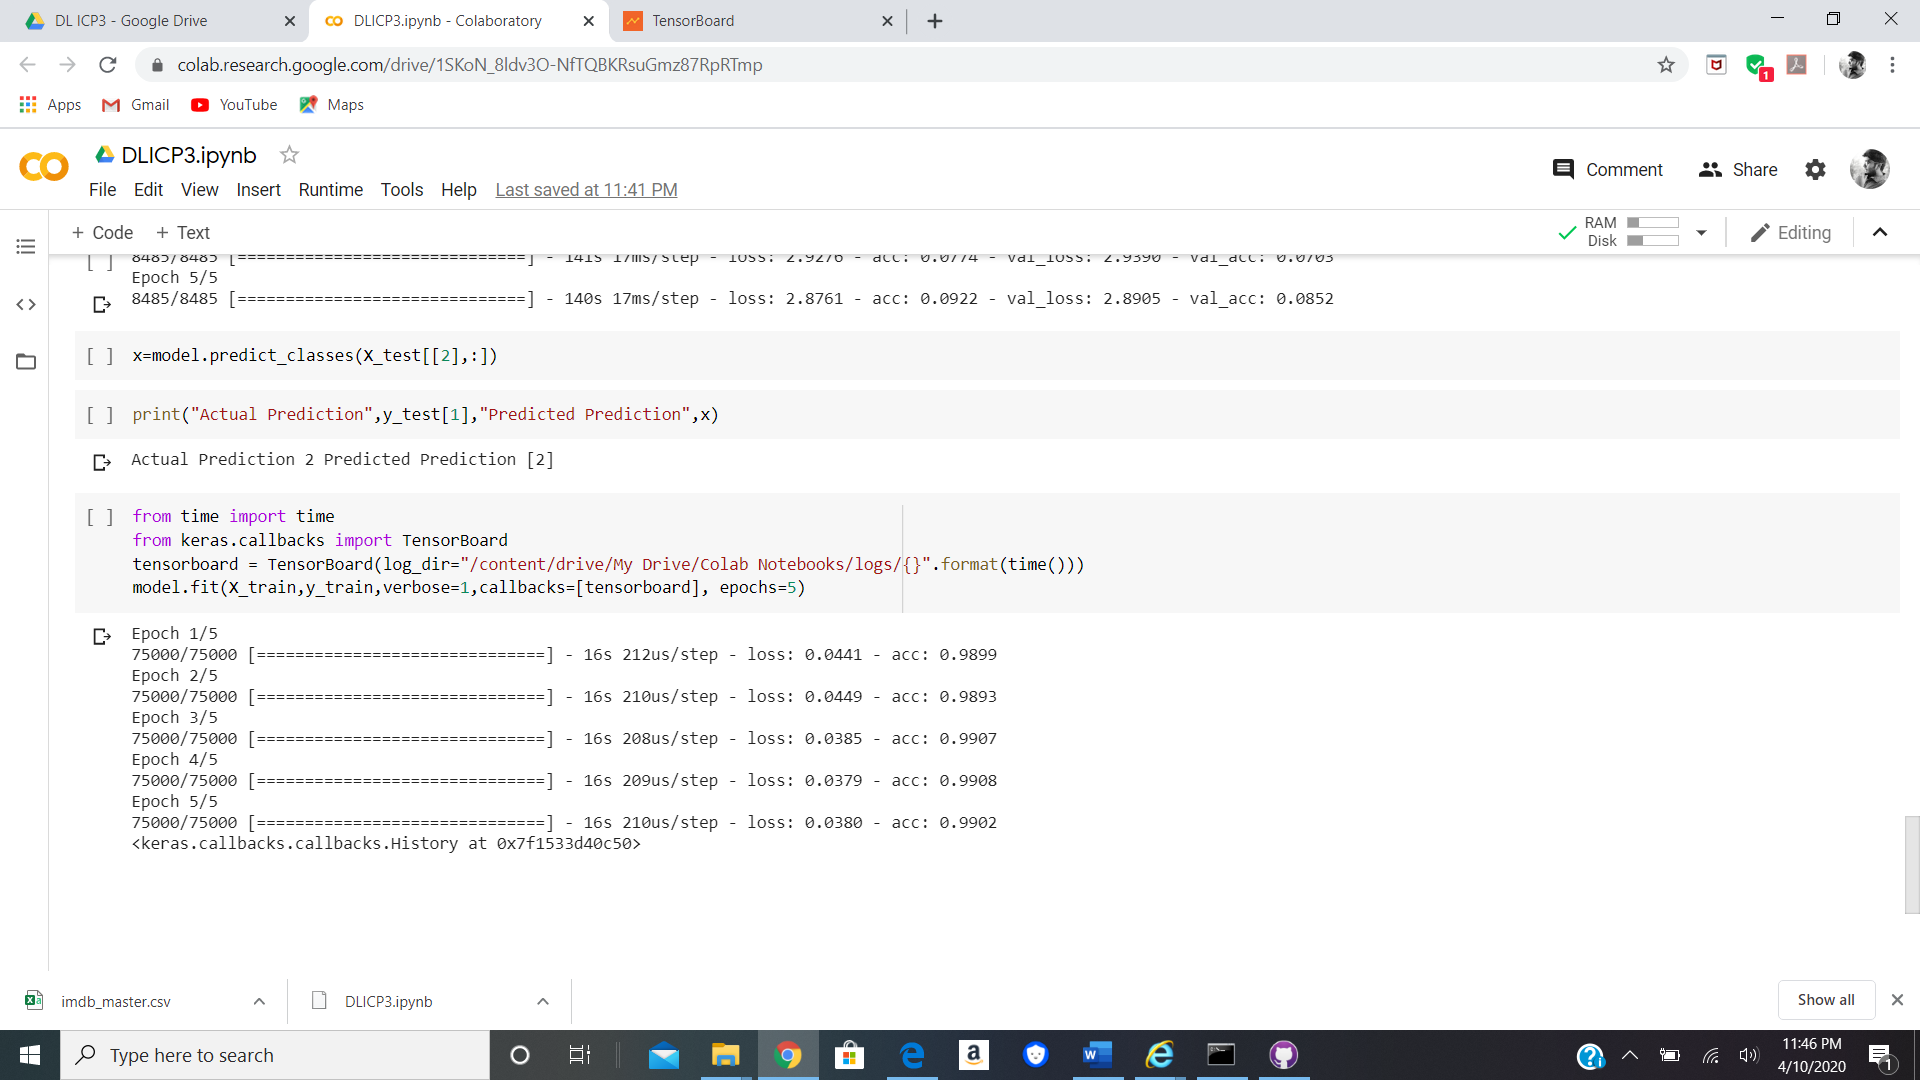 DL ICP3 - Google Drive
DLICP3.ipynb - Colaboratory
TensorBoard
colab.research.google.com/drive/1SKoN_8ldv3O-NfTQBKRsuGmz87RpRTmp
1
Apps Gmail YouTube Maps
DLICP3.ipynb
File Edit View Insert Runtime Tools Help Last saved at 11:41 PM
Comment Share
+ Code + Text
RAM
Disk
Editing
[ ] 8485/8485 [==============================] - 141s 17ms/step - loss: 2.9276 - acc: 0.0774 - val_loss: 2.9390 - val_acc: 0.0703
Epoch 5/5
8485/8485 [==============================] - 140s 17ms/step - loss: 2.8761 - acc: 0.0922 - val_loss: 2.8905 - val_acc: 0.0852
[ ] x=model.predict_classes(X_test[[2],:])
[ ] print("Actual Prediction",y_test[1],"Predicted Prediction",x)
Actual Prediction 2 Predicted Prediction [2]
[ ] from time import time
from keras.callbacks import TensorBoard
tensorboard = TensorBoard(log_dir="/content/drive/My Drive/Colab Notebooks/logs/{}".format(time()))
model.fit(X_train,y_train,verbose=1,callbacks=[tensorboard], epochs=5)
Epoch 1/5
75000/75000 [==============================] - 16s 212us/step - loss: 0.0441 - acc: 0.9899
Epoch 2/5
75000/75000 [==============================] - 16s 210us/step - loss: 0.0449 - acc: 0.9893
Epoch 3/5
75000/75000 [==============================] - 16s 208us/step - loss: 0.0385 - acc: 0.9907
Epoch 4/5
75000/75000 [==============================] - 16s 209us/step - loss: 0.0379 - acc: 0.9908
Epoch 5/5
75000/75000 [==============================] - 16s 210us/step - loss: 0.0380 - acc: 0.9902
<keras.callbacks.callbacks.History at 0x7f1533d40c50>
imdb_master.csv
DLICP3.ipynb
Show all
Type here to search
11:46 PM
4/10/2020
1